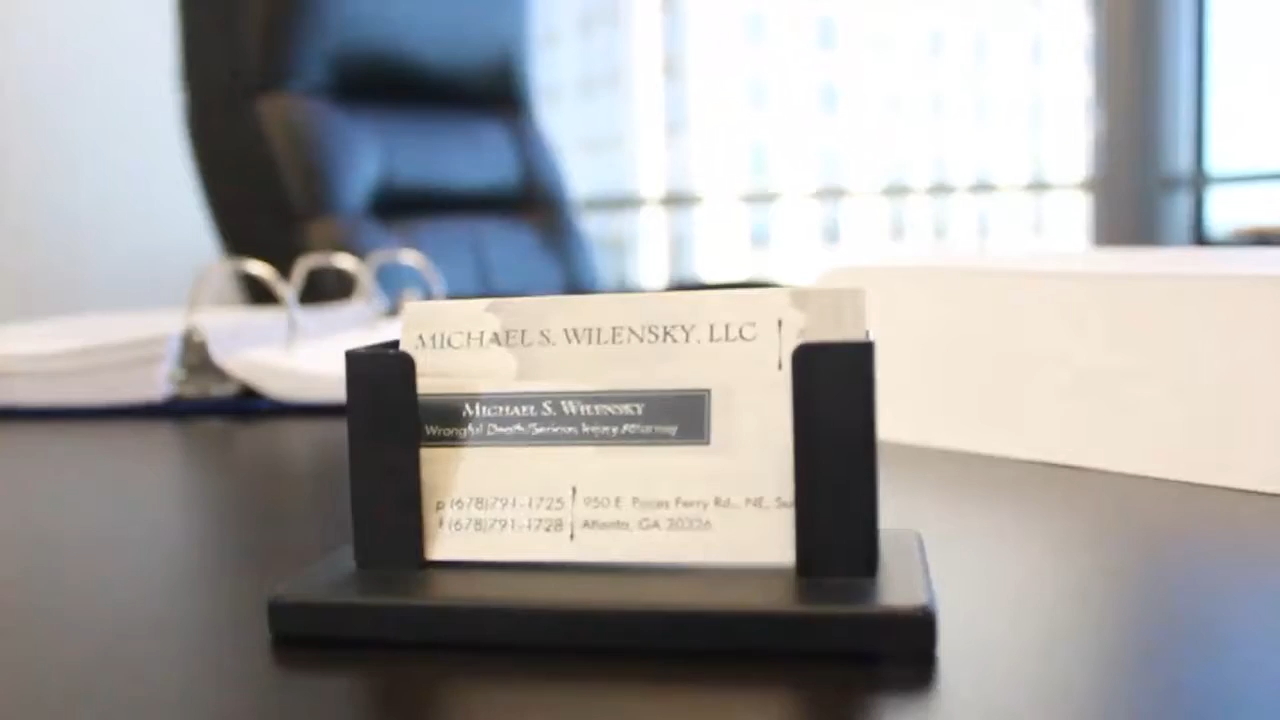 MICHAEL S. WILENSKY, LLC
MICHAEL S. WILENSKY
Wrongful Death/Serious Injury Attorney
p (678)791-1725
f (678)791-1728
950 E. Paces Ferry Rd., NE, Su
Atlanta, GA 30326